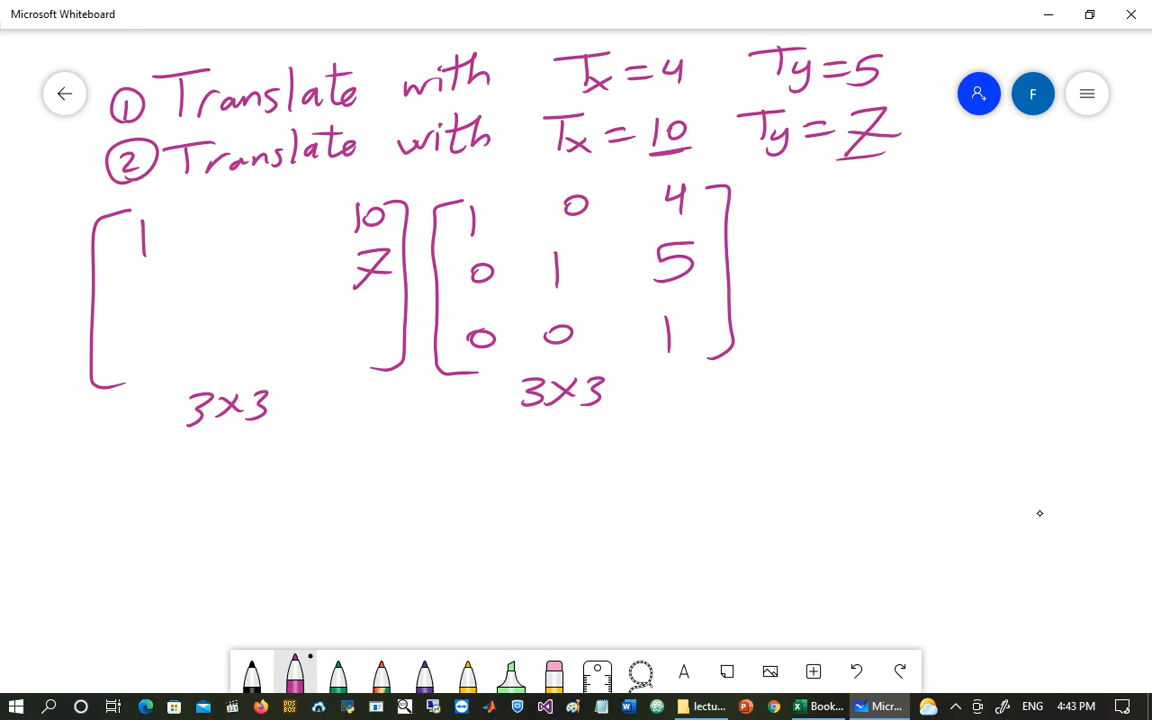 Microsoft Whiteboard
① Translate with Tx = 4 Ty = 5
② Translate with Tx = 10 Ty = 7
F
1 10 1 0 4
7 0 1 5
0 0 1
3×3 3×3
A
lectu... Book... Micr... ENG 4:43 PM